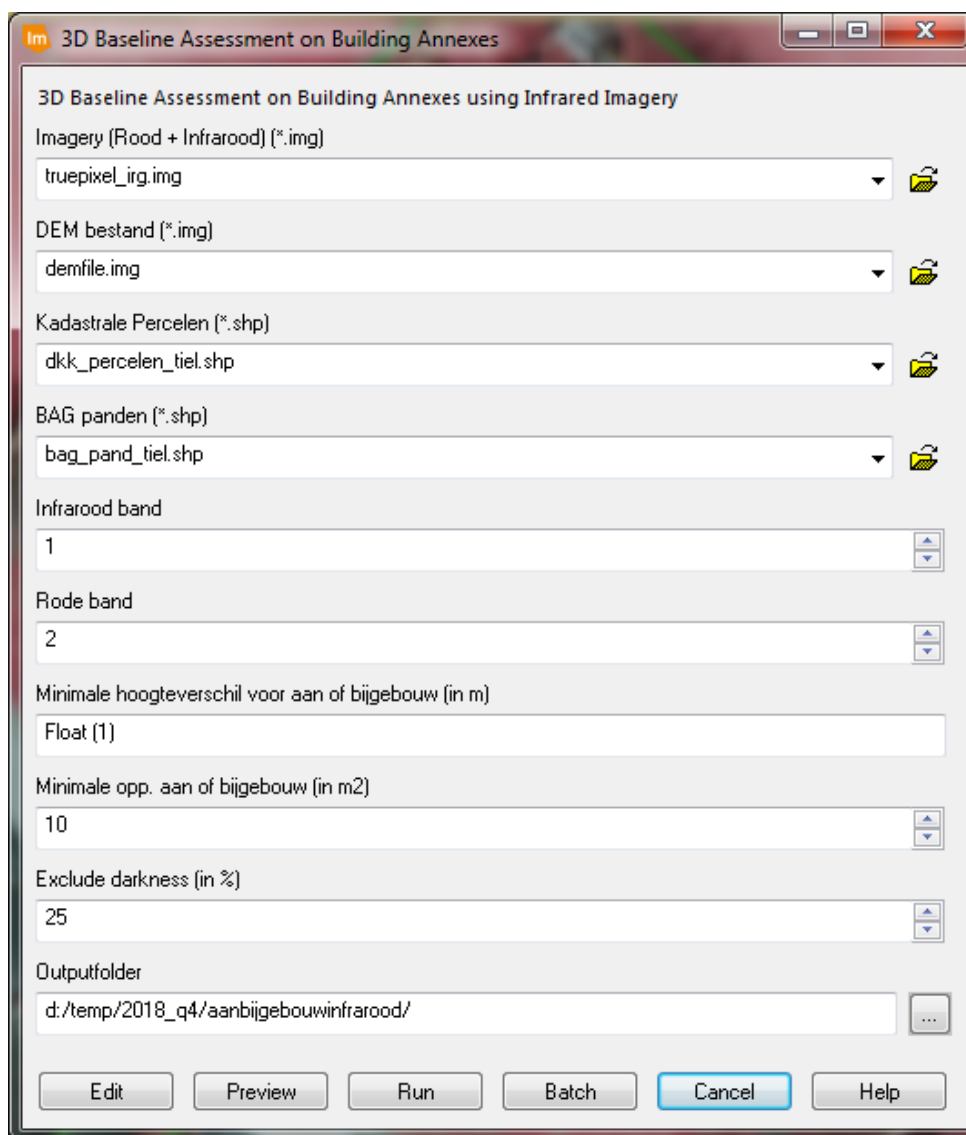 Im 3D Baseline Assessment on Building Annexes
3D Baseline Assessment on Building Annexes using Infrared Imagery
Imagery (Rood + Infrarood) (*.img)
truepixel_irg.img
DEM bestand (*.img)
demfile.img
Kadastrale Percelen (*.shp)
dkk_percelen_tiel.shp
BAG panden (*.shp)
bag_pand_tiel.shp
Infrarood band
1
Rode band
2
Minimale hoogteverschil voor aan of bijgebouw (in m)
Float (1)
Minimale opp. aan of bijgebouw (in m2)
10
Exclude darkness (in %)
25
Outputfolder
d:/temp/2018_q4/aanbijgebouwinfrarood/
...
Edit Preview Run Batch Cancel Help